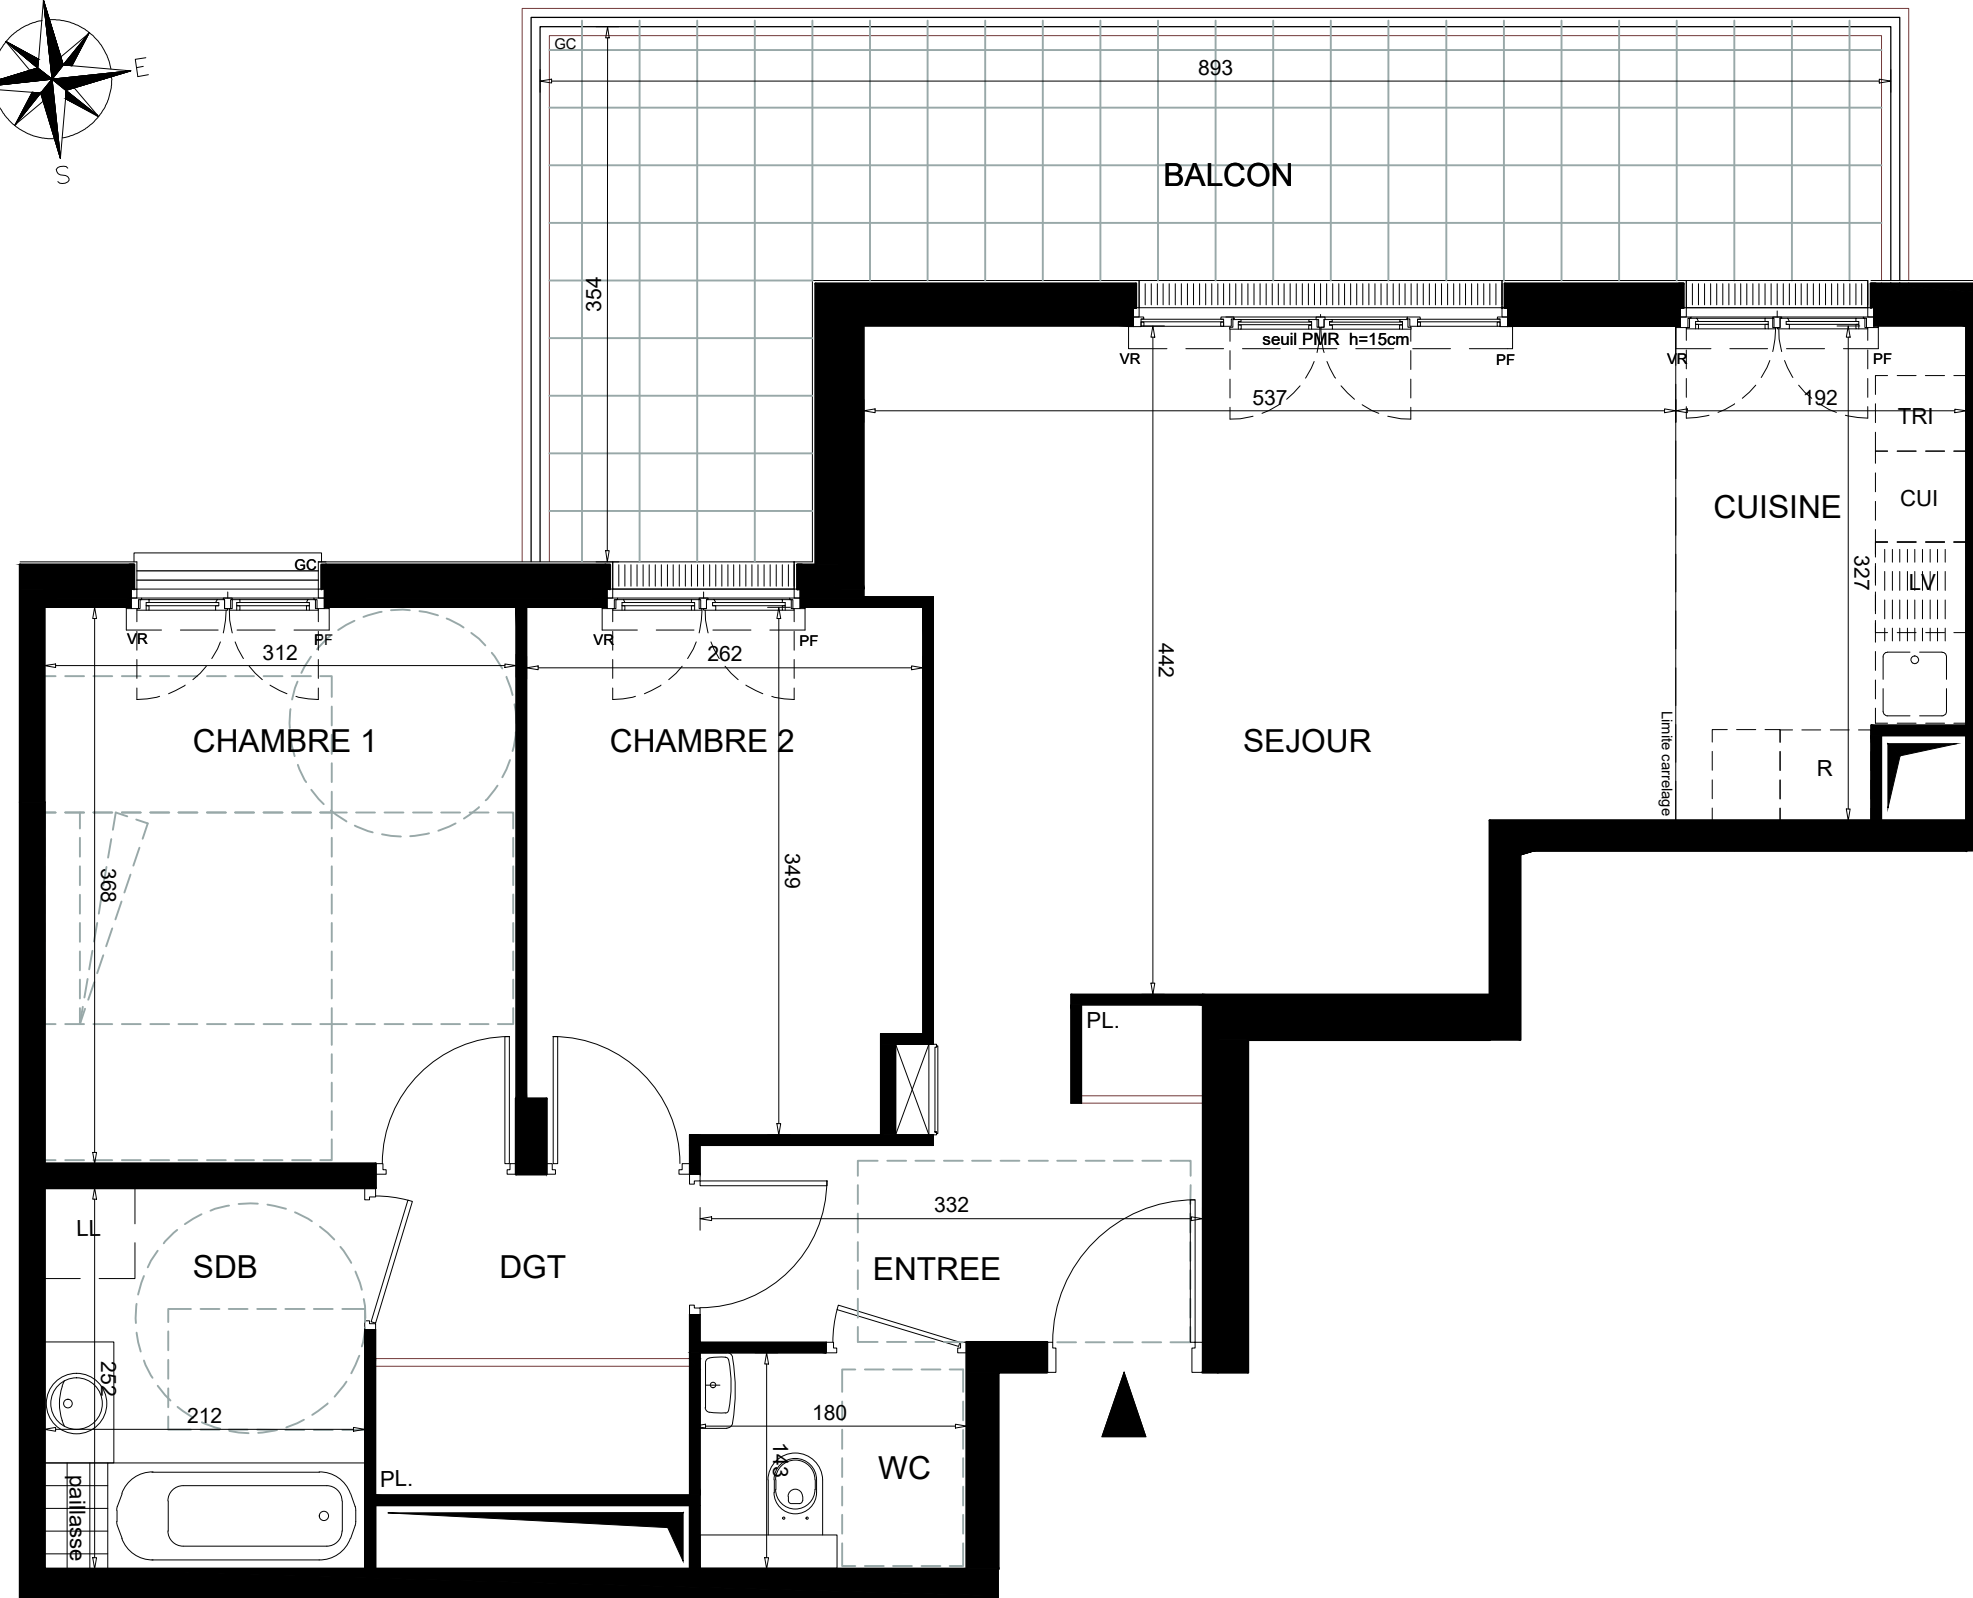 E
S
GC
893
BALCON
354
seuil PMR h=15cm
VR
PF
VR
PF
537
192
TRI
CUI
CUISINE
LV
327
GC
VR
PF
VR
PF
312
262
442
CHAMBRE 1
CHAMBRE 2
SEJOUR
Limite carrelage
R
368
349
PL.
332
LL
SDB
DGT
ENTREE
252
212
180
143
WC
PL.
paillasse